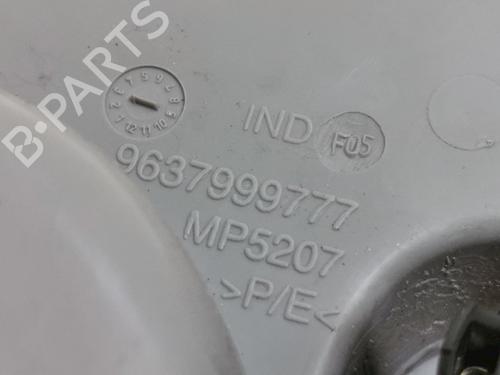 B-PARTS
IND F05
9637999777
MP5207
>P/E<